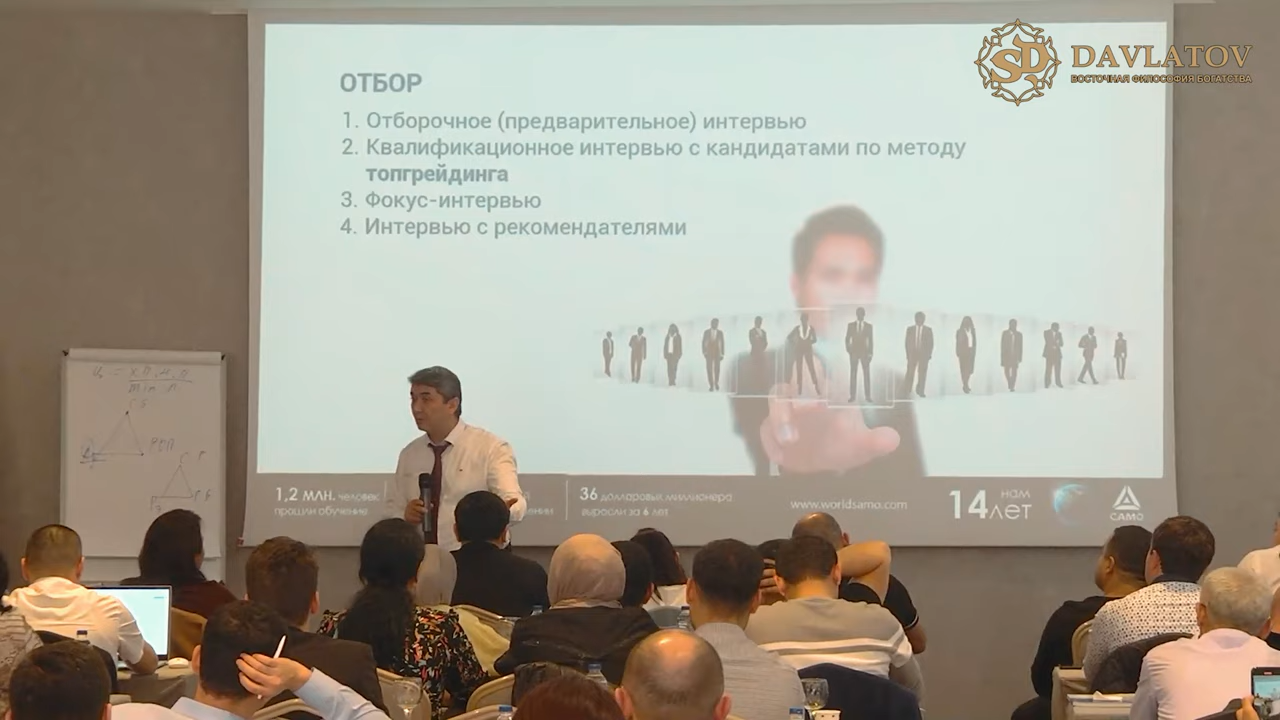 DAVLATOV
ВОСТОЧНАЯ ФИЛОСОФИЯ БОГАТСТВА
ОТБОР
1. Отборочное (предварительное) интервью
2. Квалификационное интервью с кандидатами по методу
топгрейдинга
3. Фокус-интервью
4. Интервью с рекомендателями
1,2 млн. человек
прошли обучение
36 долларовых миллионера
выросли за 6 лет
www.worldsamo.com
14 нам
лет
САМО